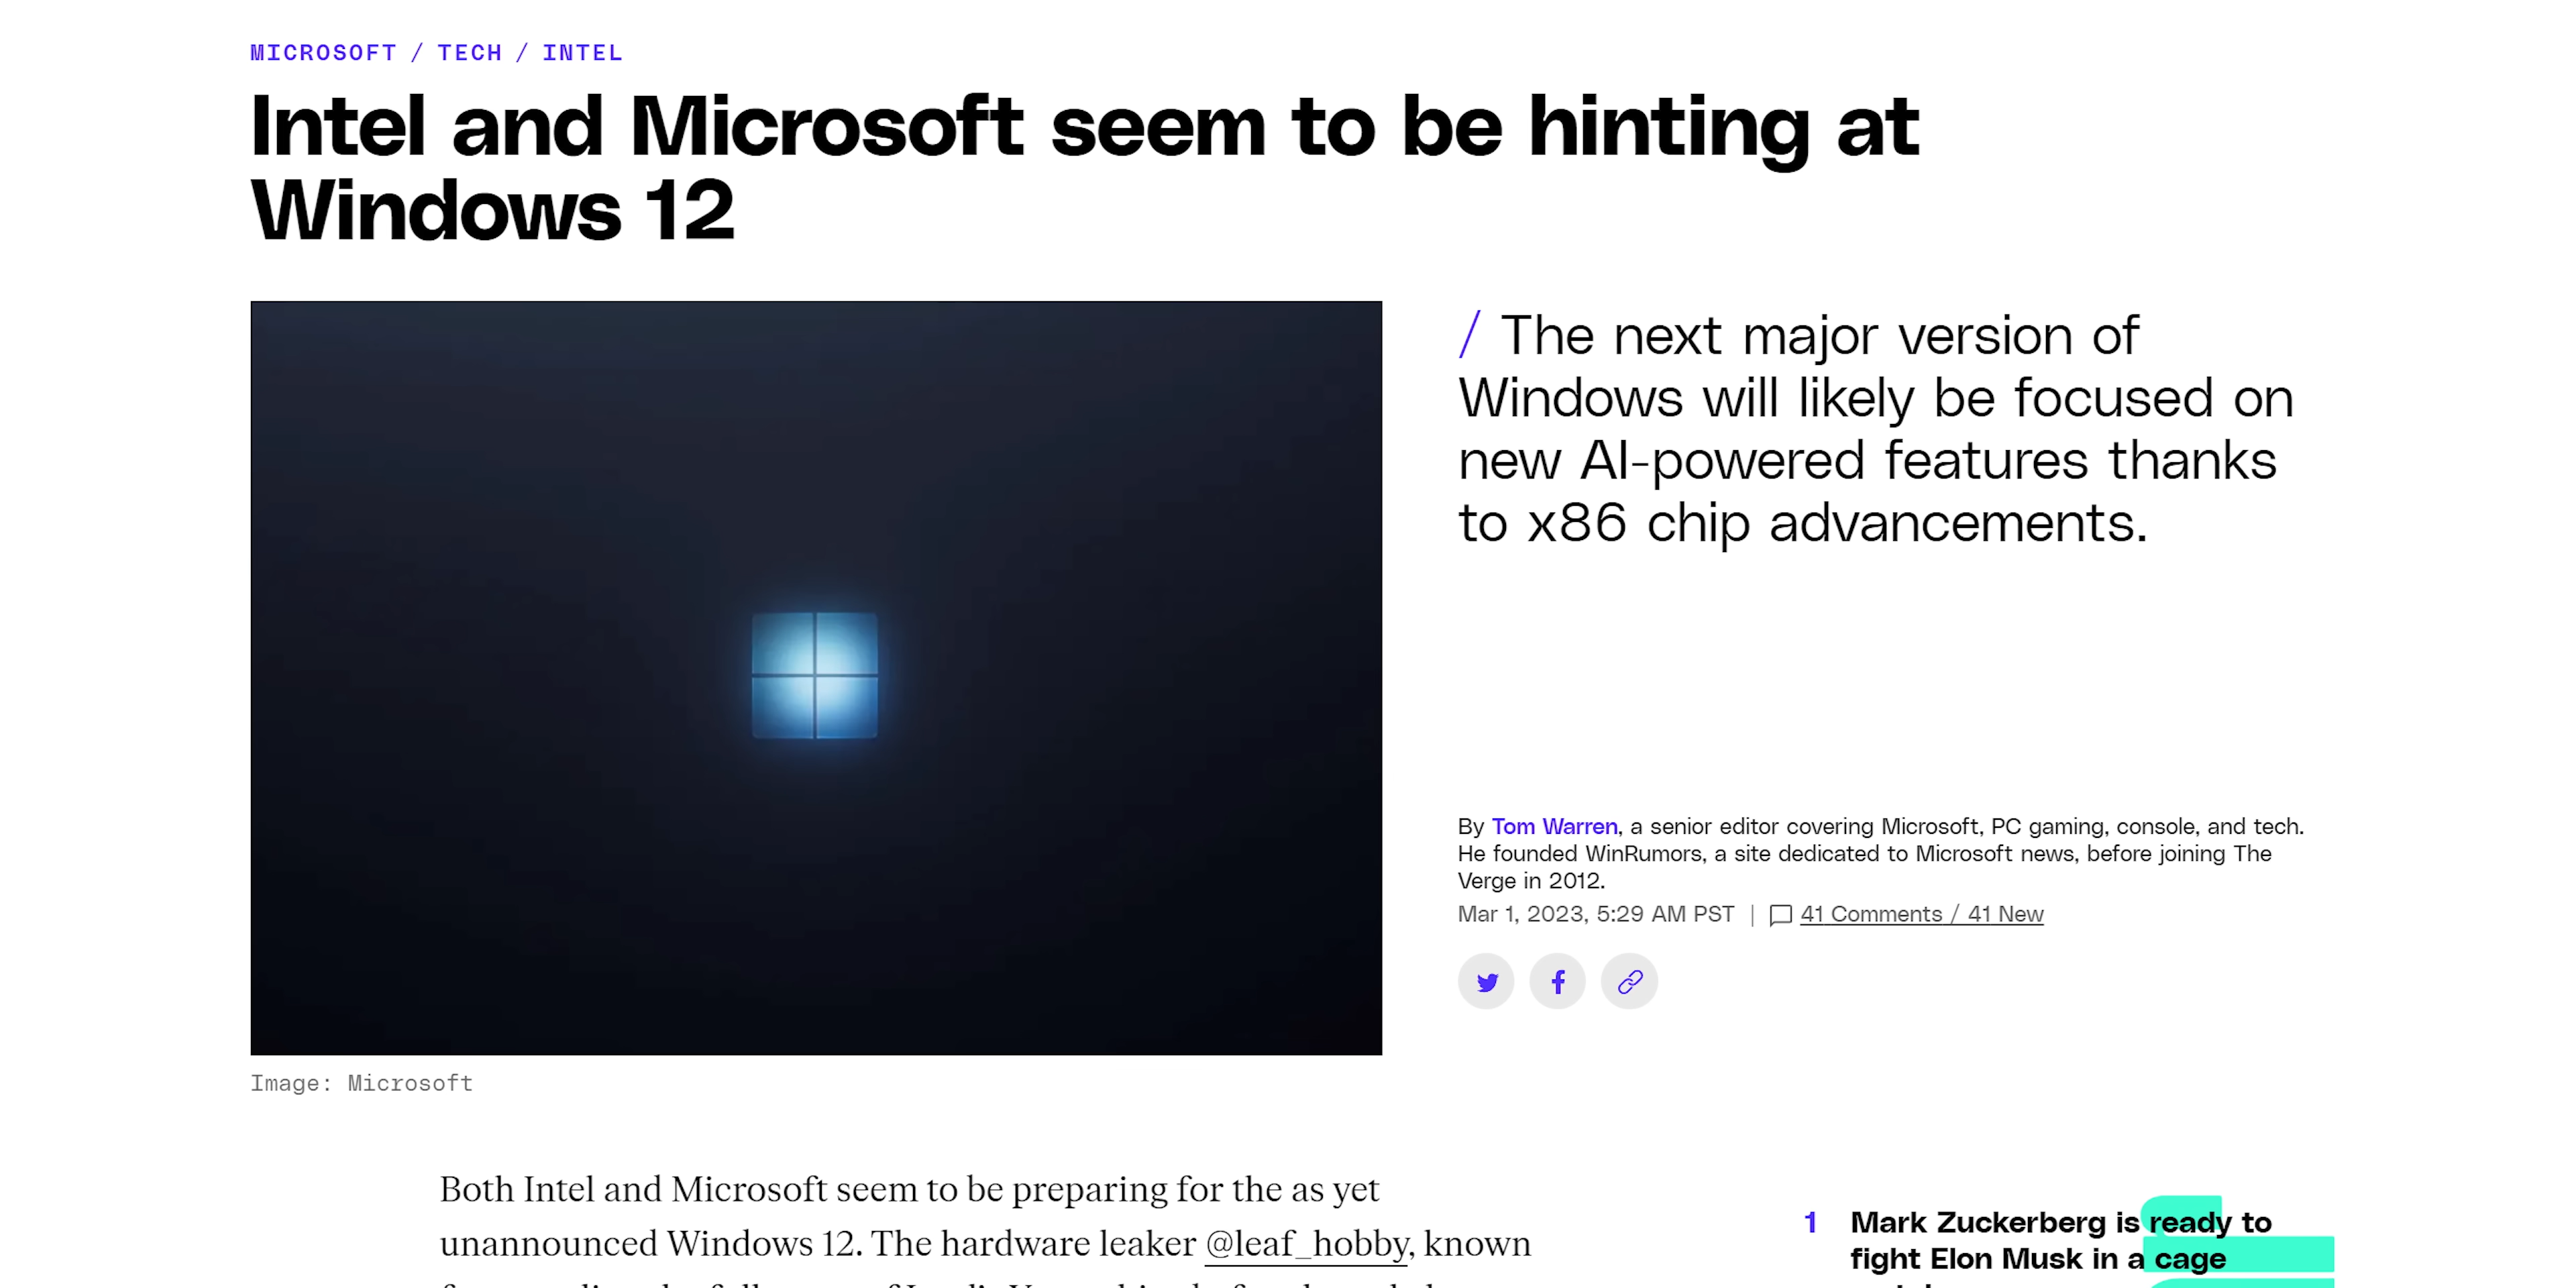 MICROSOFT / TECH / INTEL
Intel and Microsoft seem to be hinting at
Windows 12
/ The next major version of
Windows will likely be focused on
new AI-powered features thanks
to x86 chip advancements.
By Tom Warren, a senior editor covering Microsoft, PC gaming, console, and tech.
He founded WinRumors, a site dedicated to Microsoft news, before joining The
Verge in 2012.
Mar 1, 2023, 5:29 AM PST | 41 Comments / 41 New
Image: Microsoft
Both Intel and Microsoft seem to be preparing for the as yet
unannounced Windows 12. The hardware leaker @leaf_hobby, known
1 Mark Zuckerberg is ready to
fight Elon Musk in a cage